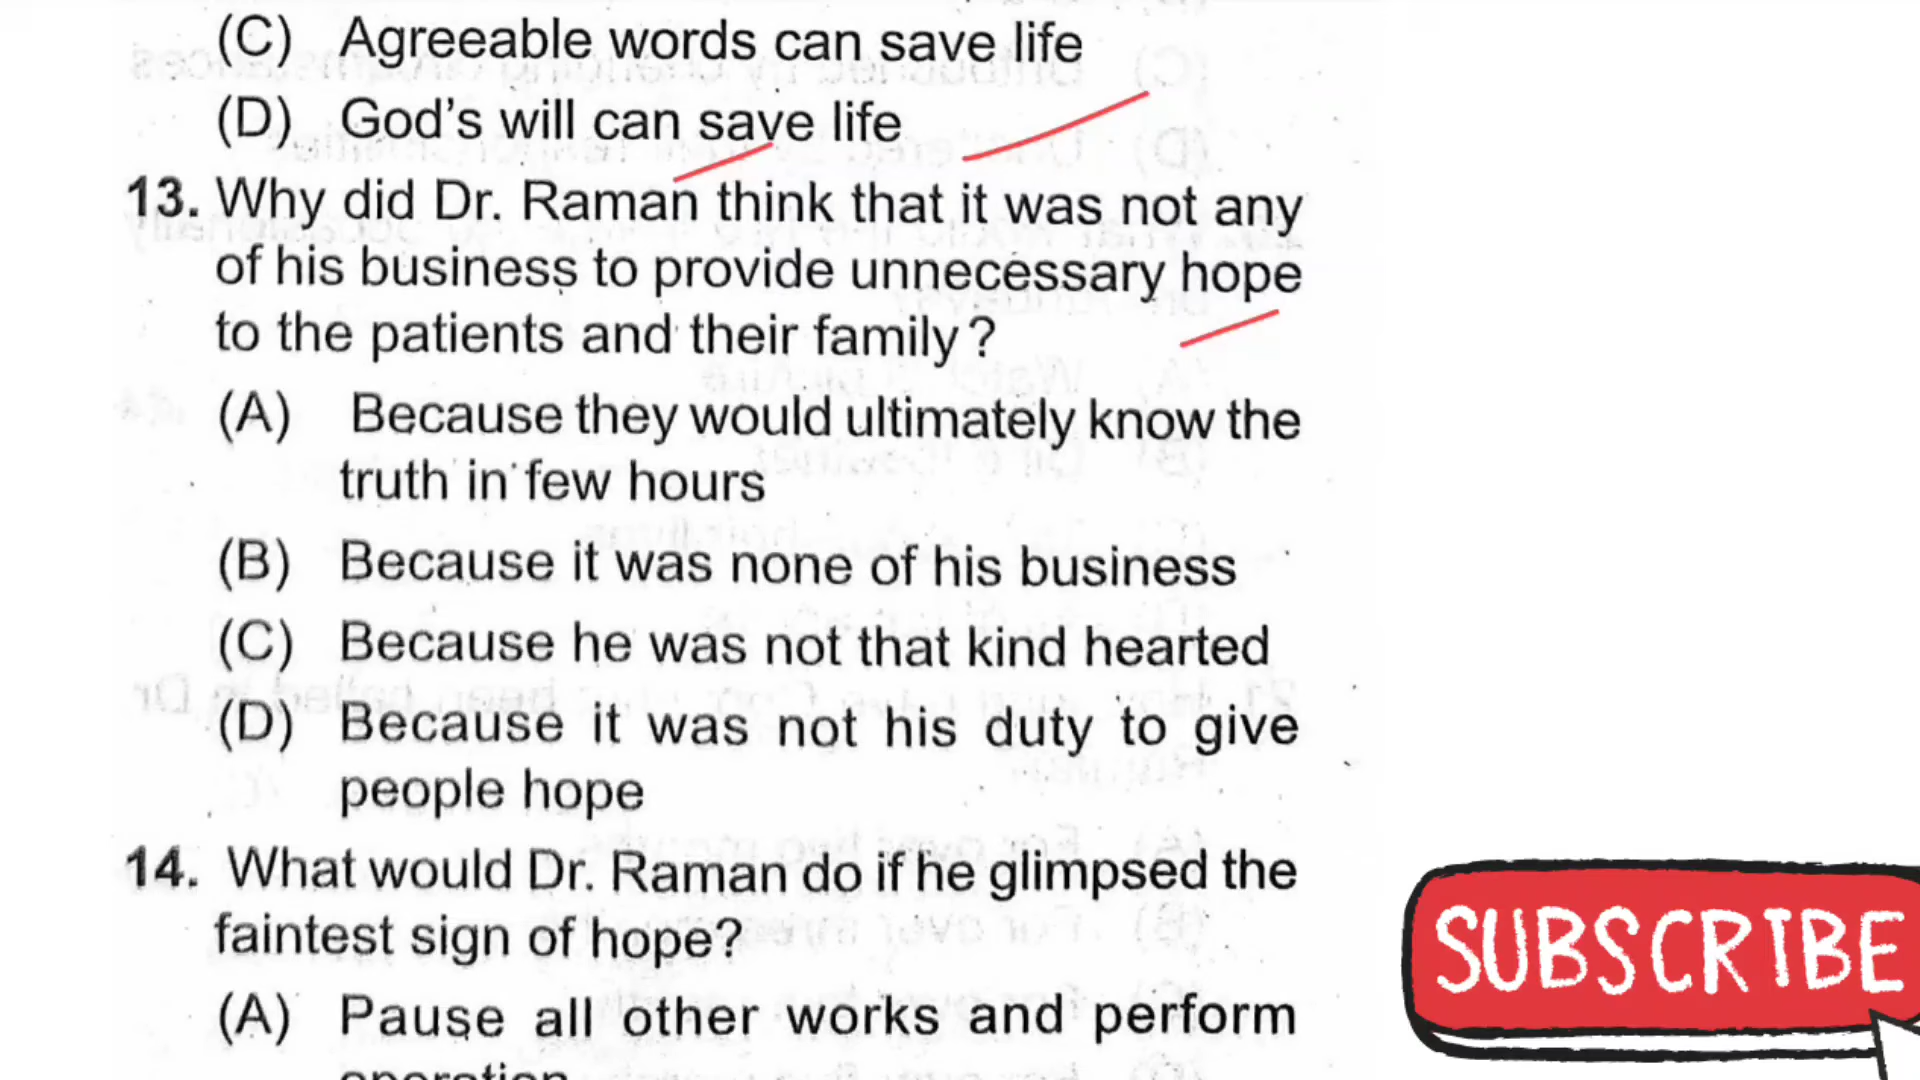 (C) Agreeable words can save life
(D) God's will can save life
13. Why did Dr. Raman think that it was not any
of his business to provide unnecessary hope
to the patients and their family?
(A) Because they would ultimately know the
truth in few hours
(B) Because it was none of his business
(C) Because he was not that kind hearted
(D) Because it was not his duty to give
people hope
14. What would Dr. Raman do if he glimpsed the
faintest sign of hope?
(A) Pause all other works and perform
operation
SUBSCRIBE